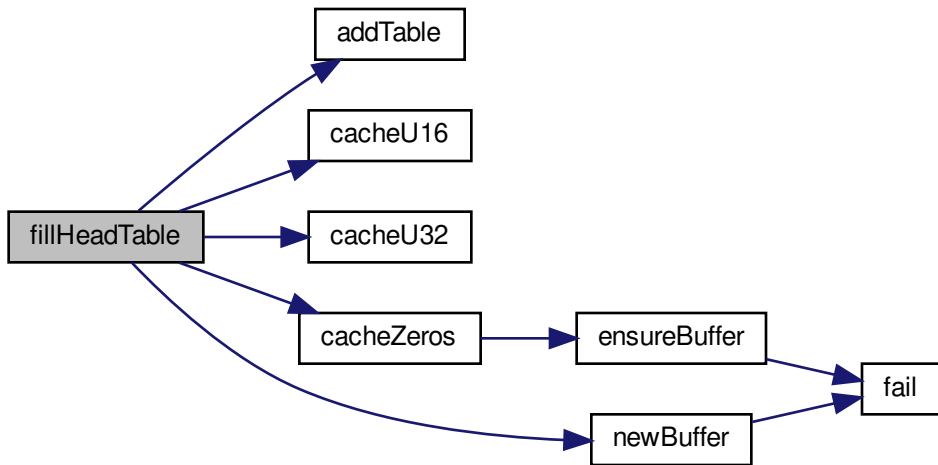 addTable
cacheU16
fillHeadTable
cacheU32
cacheZeros
ensureBuffer
fail
newBuffer